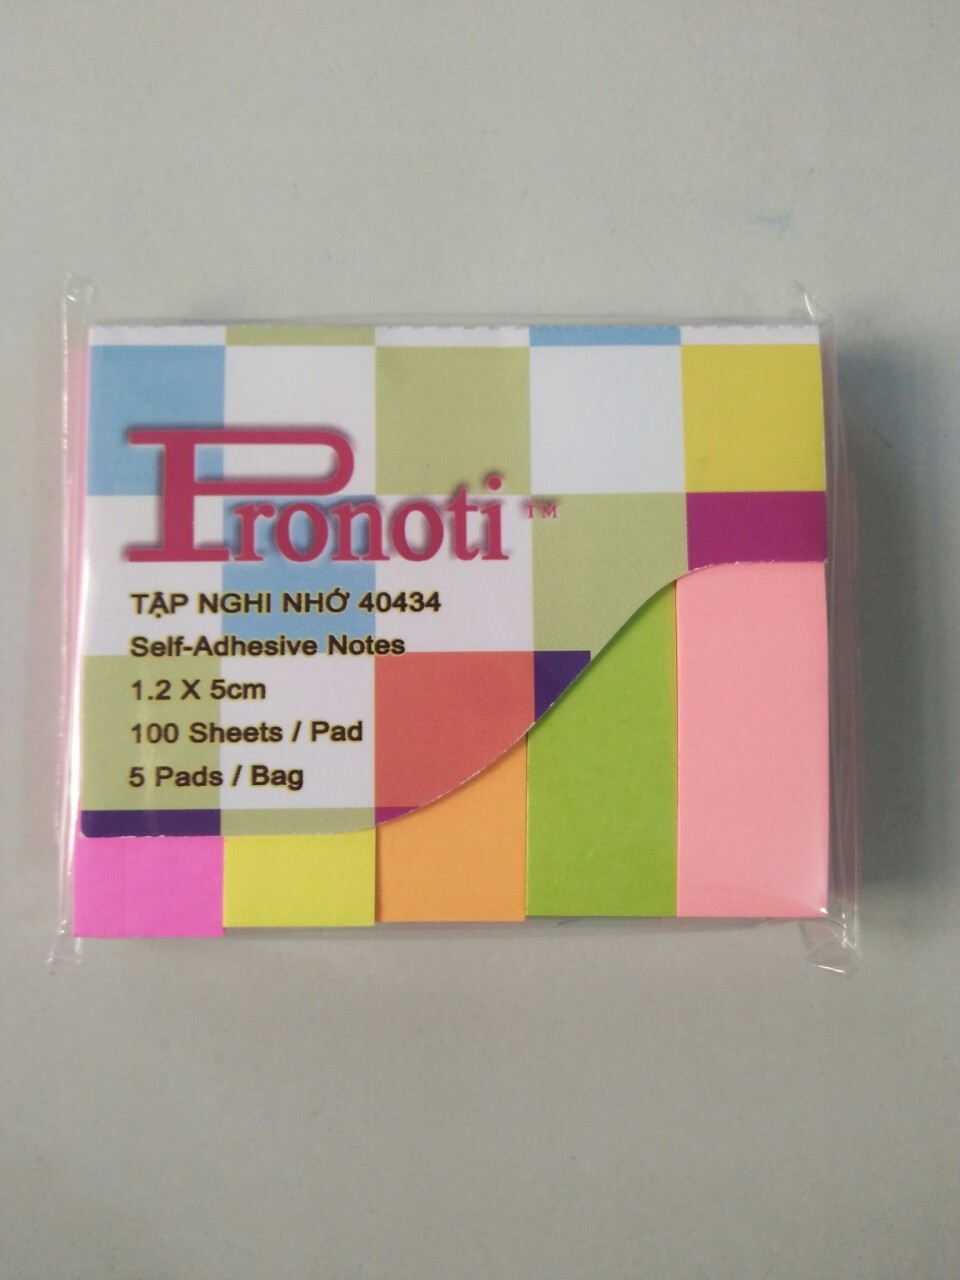 Pronoti™
TẬP NGHI NHỚ 40434
Self-Adhesive Notes
1.2 X 5cm
100 Sheets / Pad
5 Pads / Bag